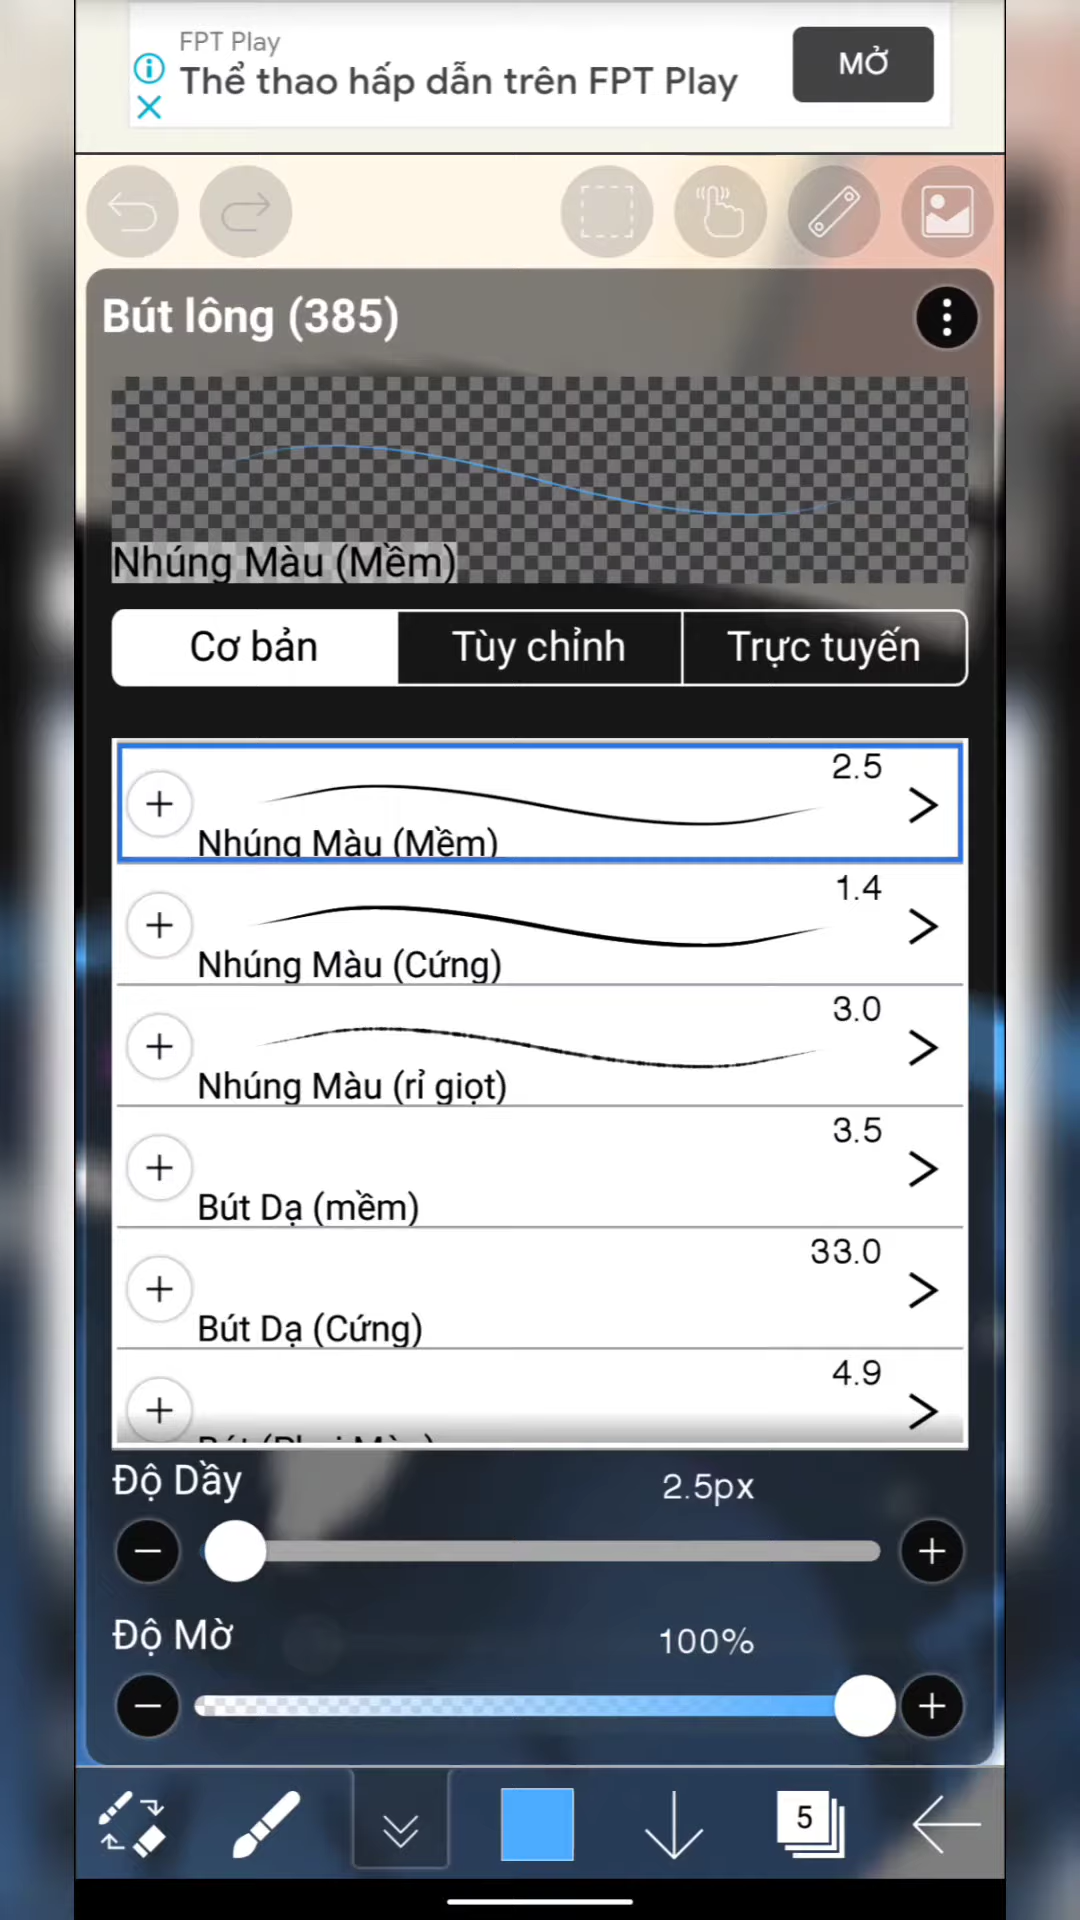 FPT Play
Thể thao hấp dẫn trên FPT Play
MỞ
Bút lông (385)
Nhúng Màu (Mềm)
Cơ bản
Tùy chỉnh
Trực tuyến
2.5
Nhúng Màu (Mềm)
1.4
Nhúng Màu (Cứng)
3.0
Nhúng Màu (rỉ giọt)
3.5
Bút Dạ (mềm)
33.0
Bút Dạ (Cứng)
4.9
Độ Dầy
2.5px
Độ Mờ
100%
5